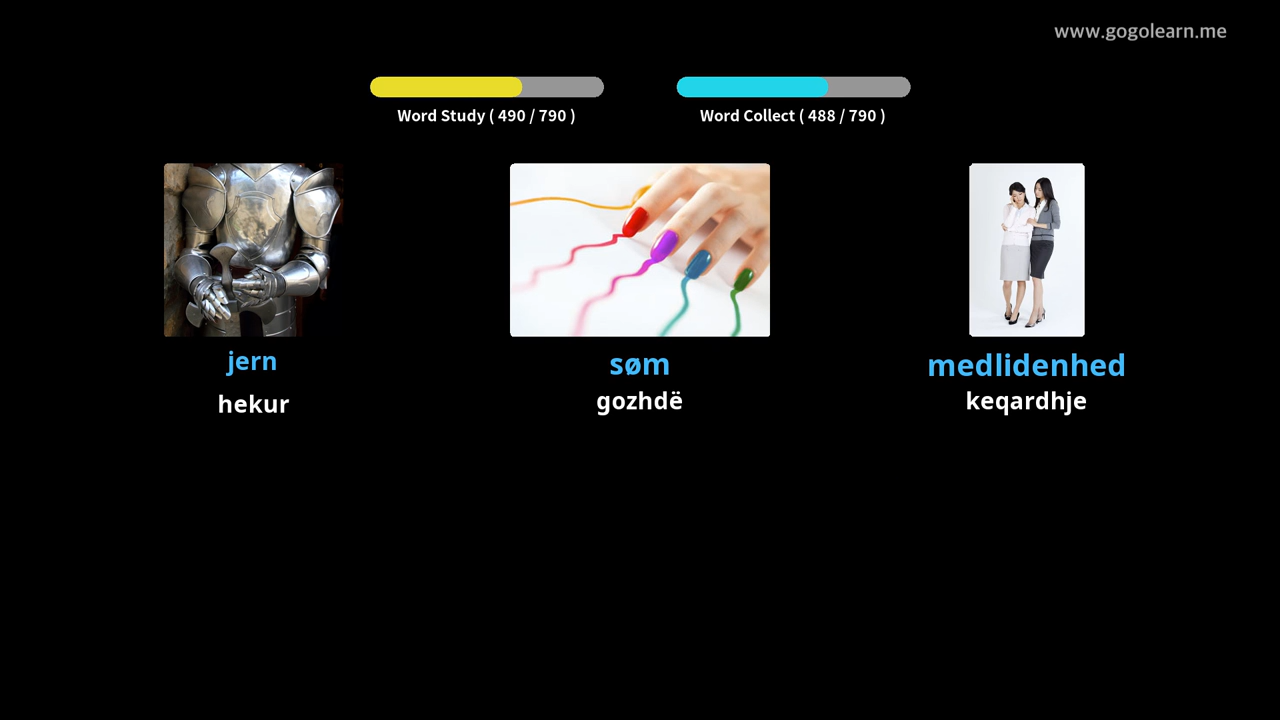 www.gogolearn.me
Word Study ( 490 / 790 )
Word Collect ( 488 / 790 )
jern
hekur
søm
gozhdë
medlidenhed
keqardhje